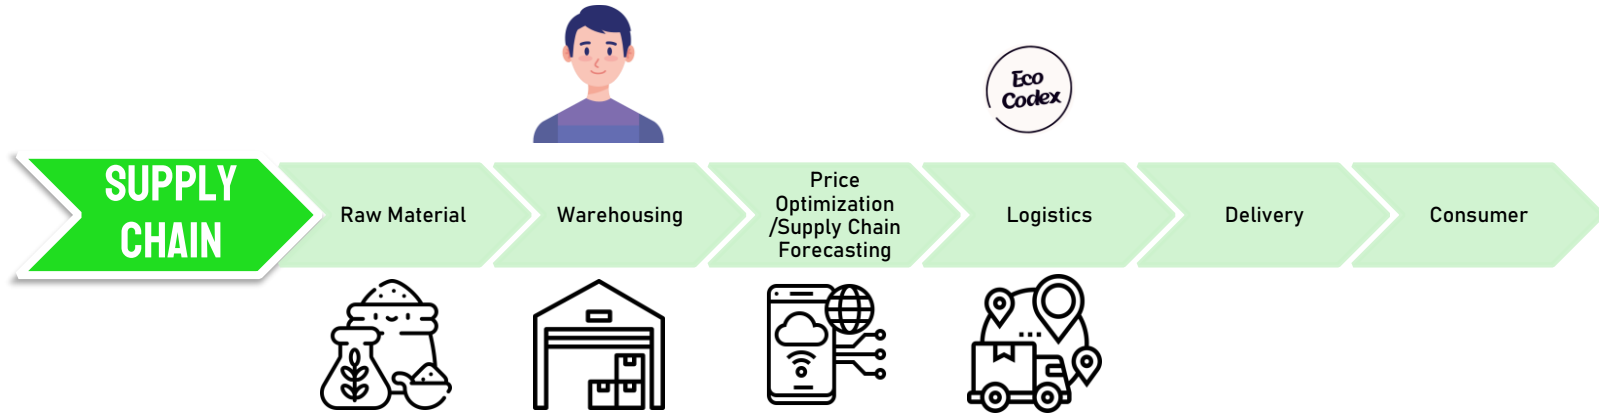 Eco
Codex
SUPPLY
CHAIN
Raw Material
Warehousing
Price
Optimization
/Supply Chain
Forecasting
Logistics
Delivery
Consumer